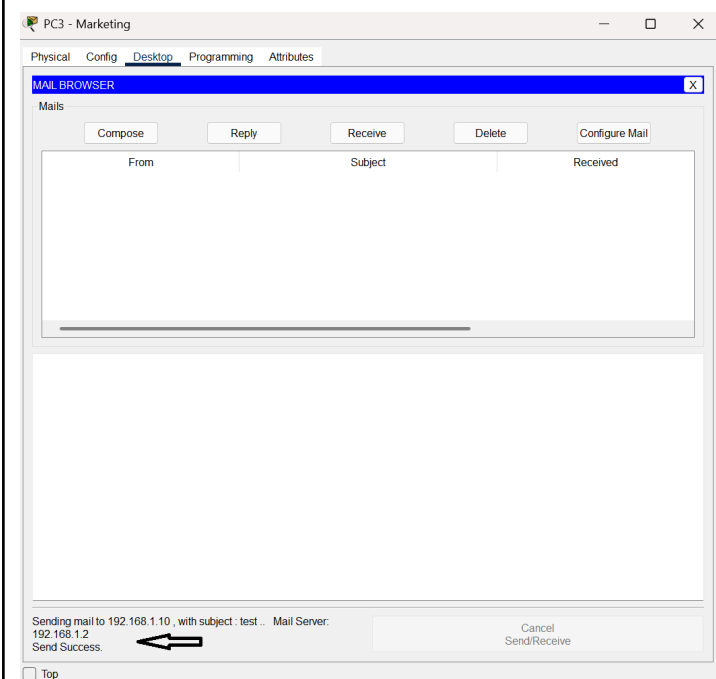 PC3 - Marketing
Physical Config Desktop Programming Attributes
MAIL BROWSER X
Mails
Compose Reply Receive Delete Configure Mail
From Subject Received
Sending mail to 192.168.1.10 , with subject : test .. Mail Server:
192.168.1.2
Send Success.
Cancel
Send/Receive
Top